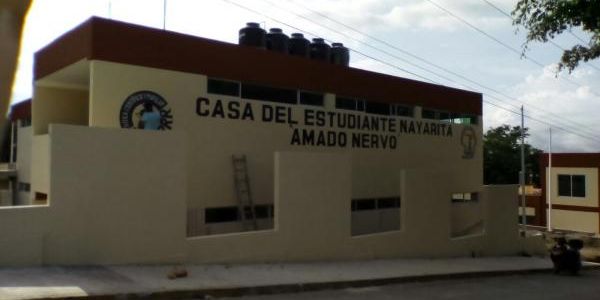 CASA DEL ESTUDIANTE NAYARITA
AMADO NERVO